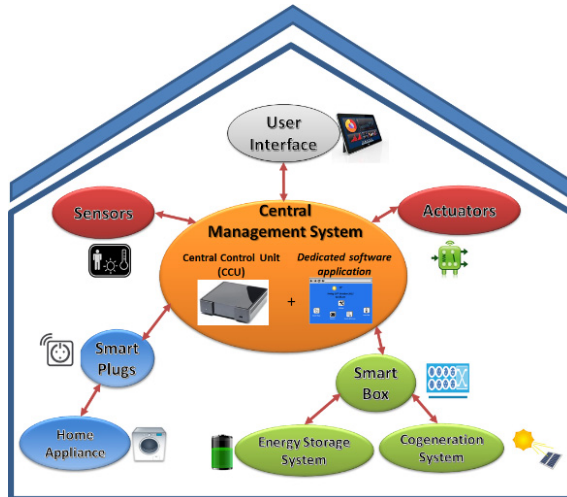 User
Interface
Sensors
Central
Management System
Actuators
Central Control Unit
(CCU)
Dedicated software
application
+
Smart
Plugs
Smart
Box
Home
Appliance
Energy Storage
System
Cogeneration
System